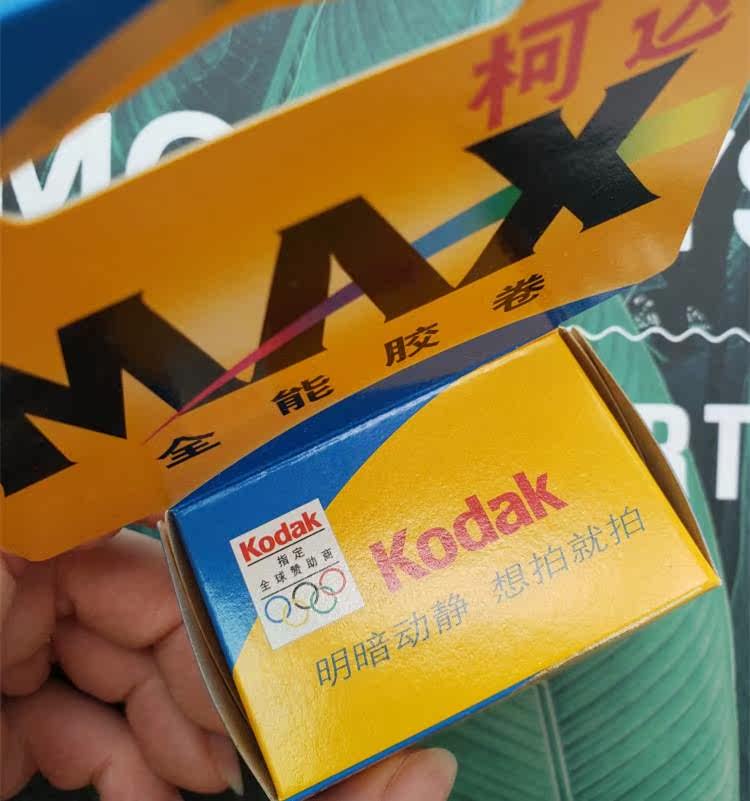 柯达
MAX
全能胶卷
Kodak
指定
全球赞助商
Kodak
明暗动静 想拍就拍